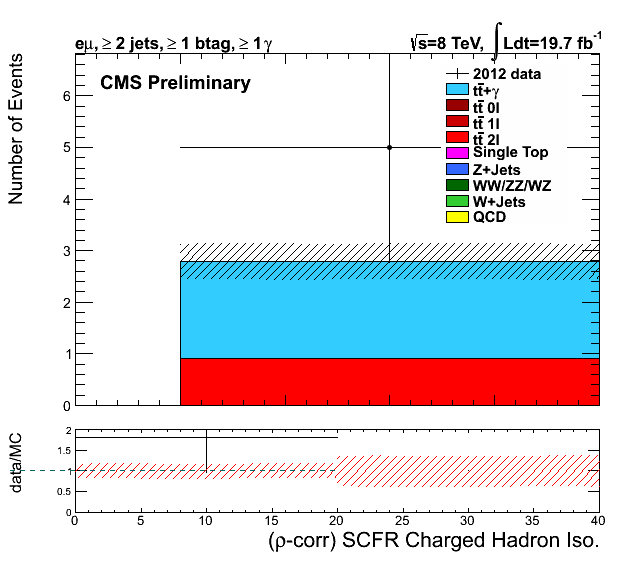 eμ, ≥ 2 jets, ≥ 1 btag, ≥ 1 γ
√s=8 TeV, ∫Ldt=19.7 fb⁻¹
CMS Preliminary
2012 data
tt̄+γ
tt̄ 0l
tt̄ 1l
tt̄ 2l
Single Top
Z+Jets
WW/ZZ/WZ
W+Jets
QCD
Number of Events
6
5
4
3
2
1
0
data/MC
2
1.5
1
0.5
0
0 5 10 15 20 25 30 35 40
(ρ-corr) SCFR Charged Hadron Iso.